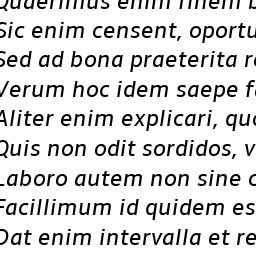 Quaerimus enim finem b
Sic enim censent, oportu
Sed ad bona praeterita r
Verum hoc idem saepe f
Aliter enim explicari, quo
Quis non odit sordidos, v
Laboro autem non sine c
Facillimum id quidem es
Dat enim intervalla et re